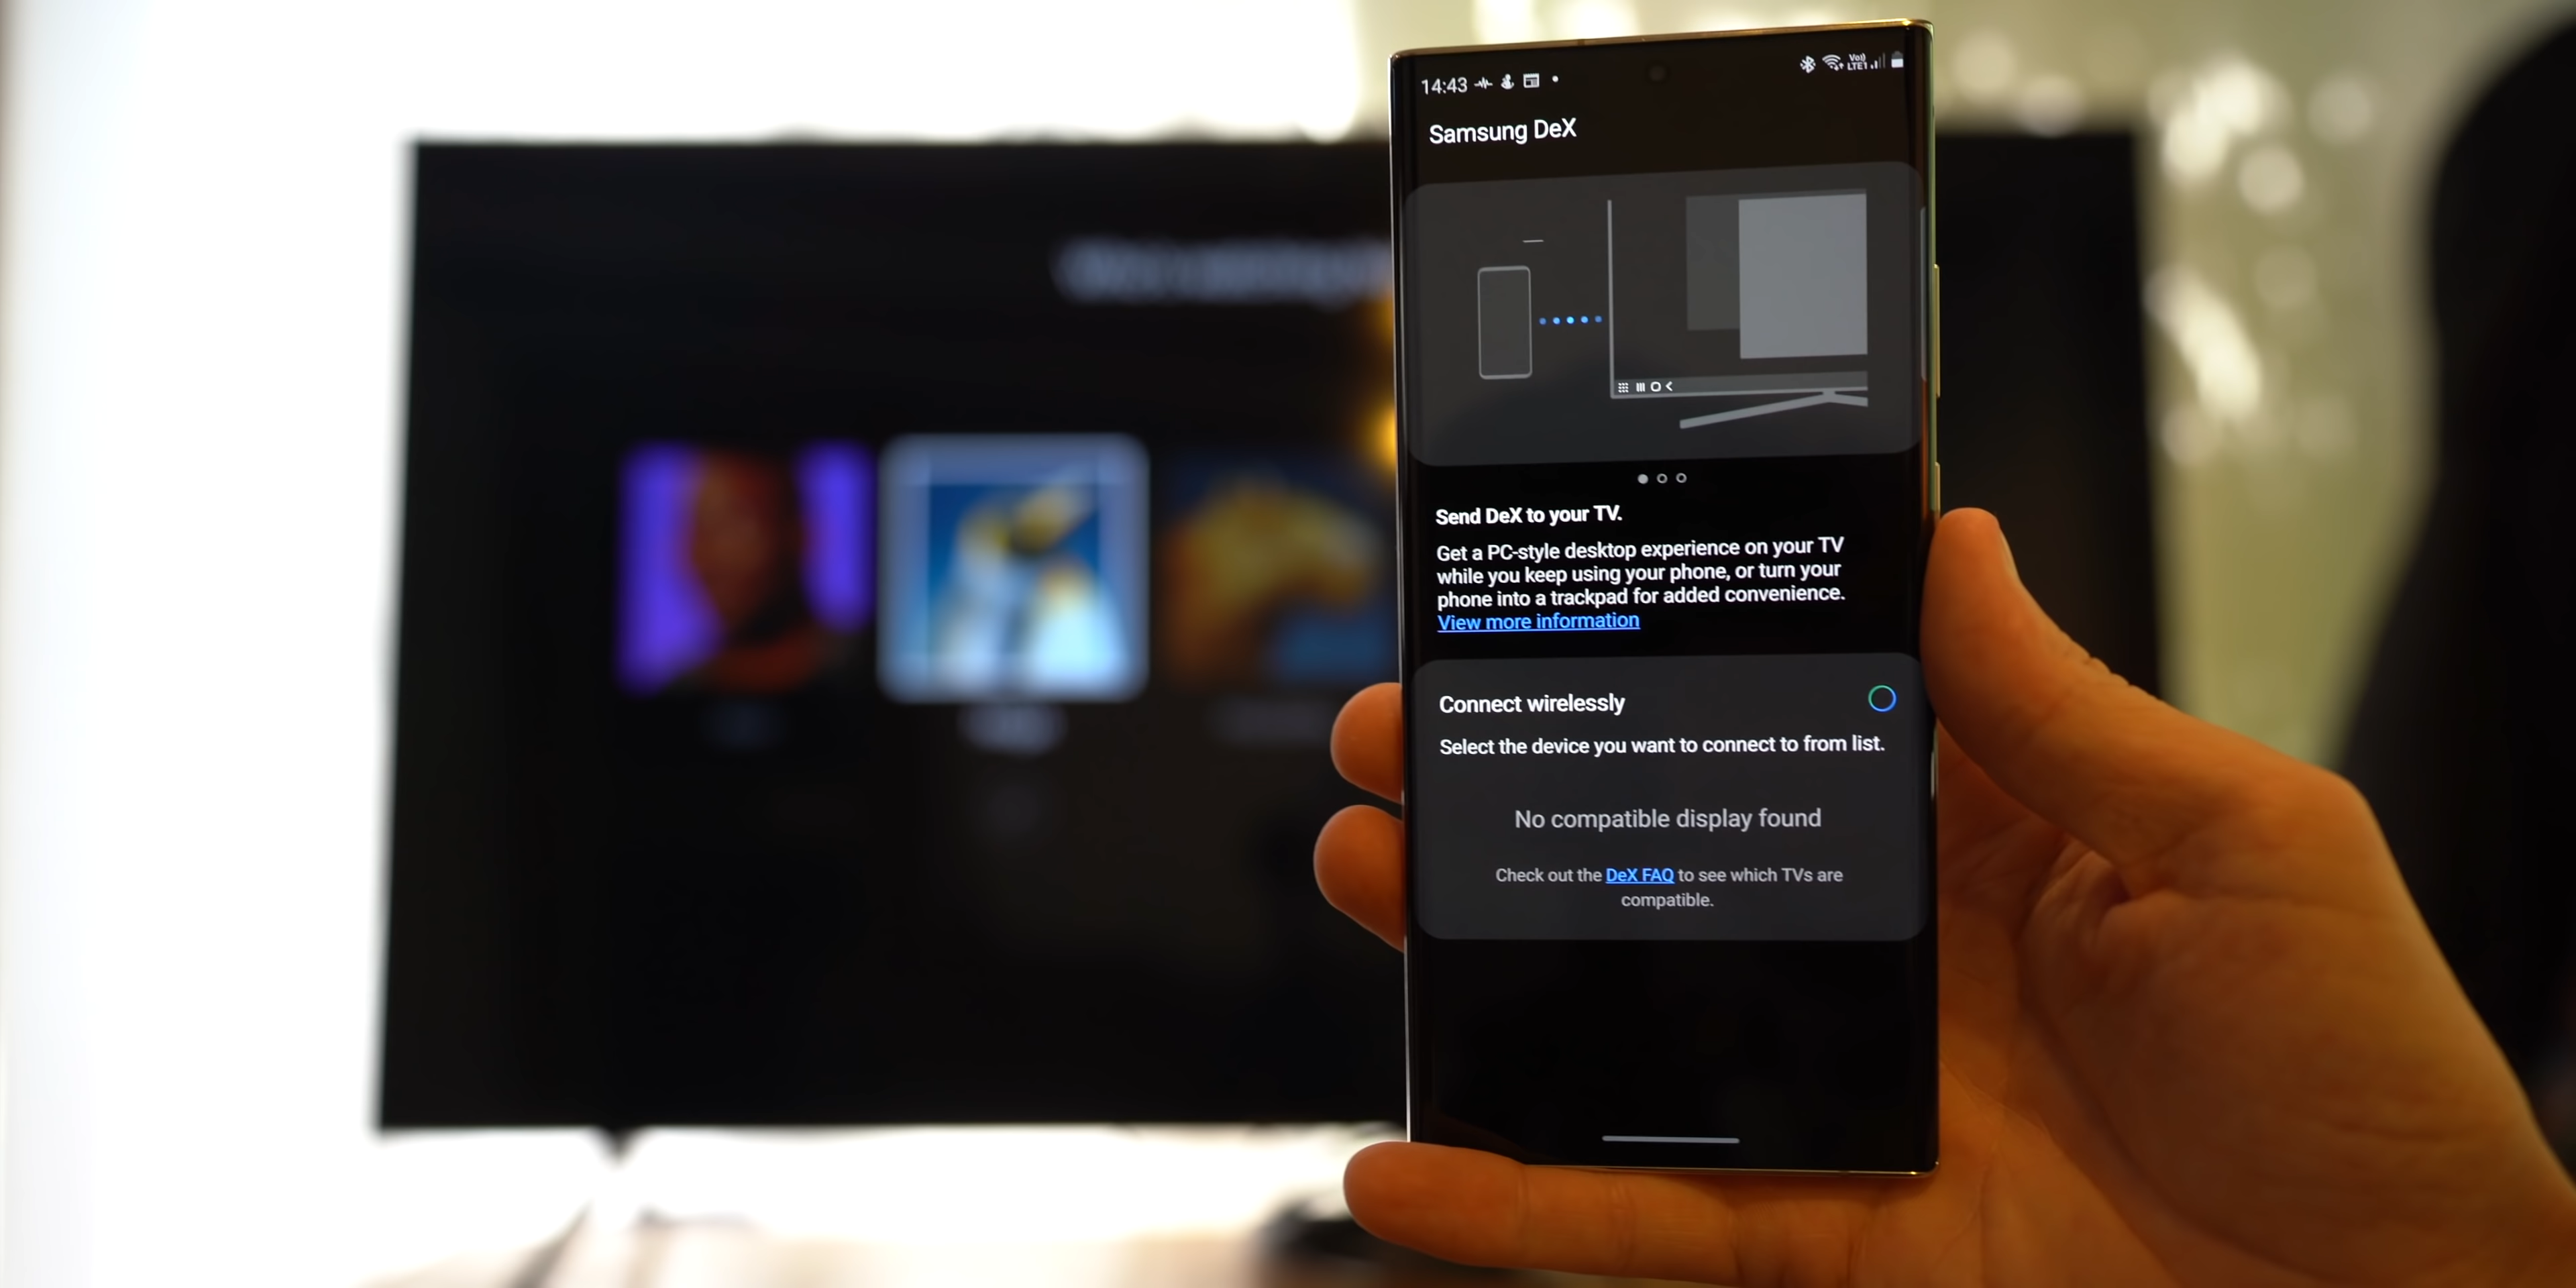 14:43
Vo)) LTE1
Samsung DeX
Send DeX to your TV.
Get a PC-style desktop experience on your TV
while you keep using your phone, or turn your
phone into a trackpad for added convenience.
View more information
Connect wirelessly
Select the device you want to connect to from list.
No compatible display found
Check out the DeX FAQ to see which TVs are
compatible.